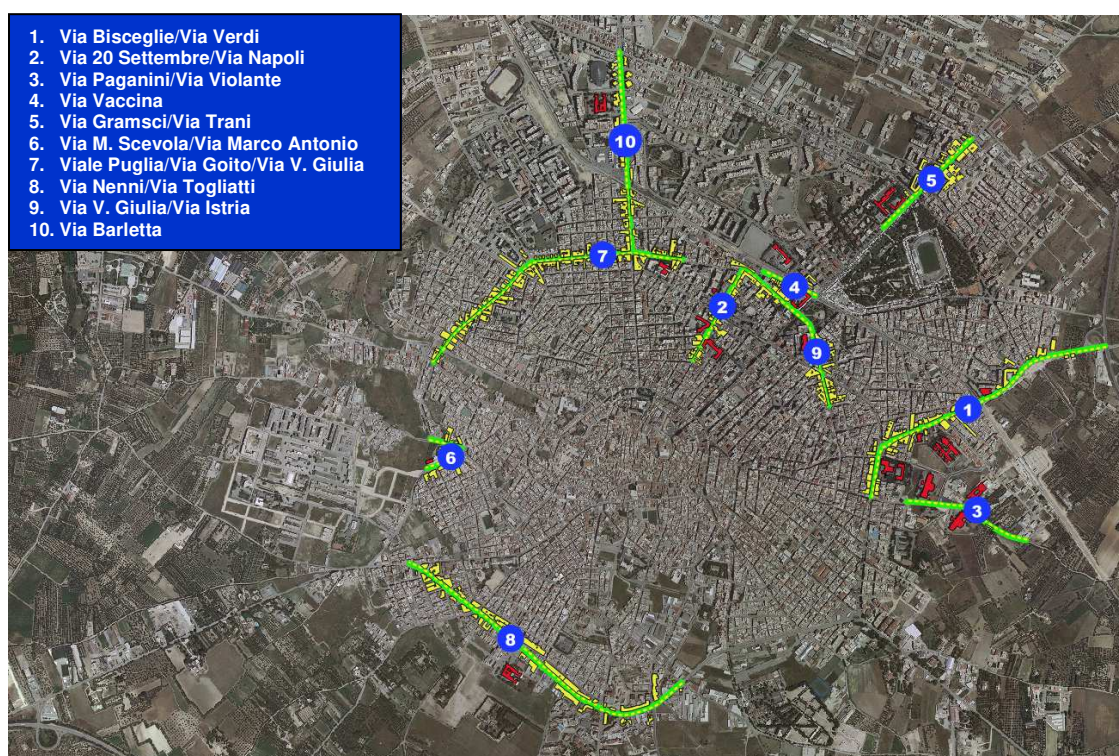 1. Via Bisceglie/Via Verdi
2. Via 20 Settembre/Via Napoli
3. Via Paganini/Via Violante
4. Via Vaccina
5. Via Gramsci/Via Trani
6. Via M. Scevola/Via Marco Antonio
7. Viale Puglia/Via Goito/Via V. Giulia
8. Via Nenni/Via Togliatti
9. Via V. Giulia/Via Istria
10. Via Barletta
10
5
7
4
2
9
1
6
3
8